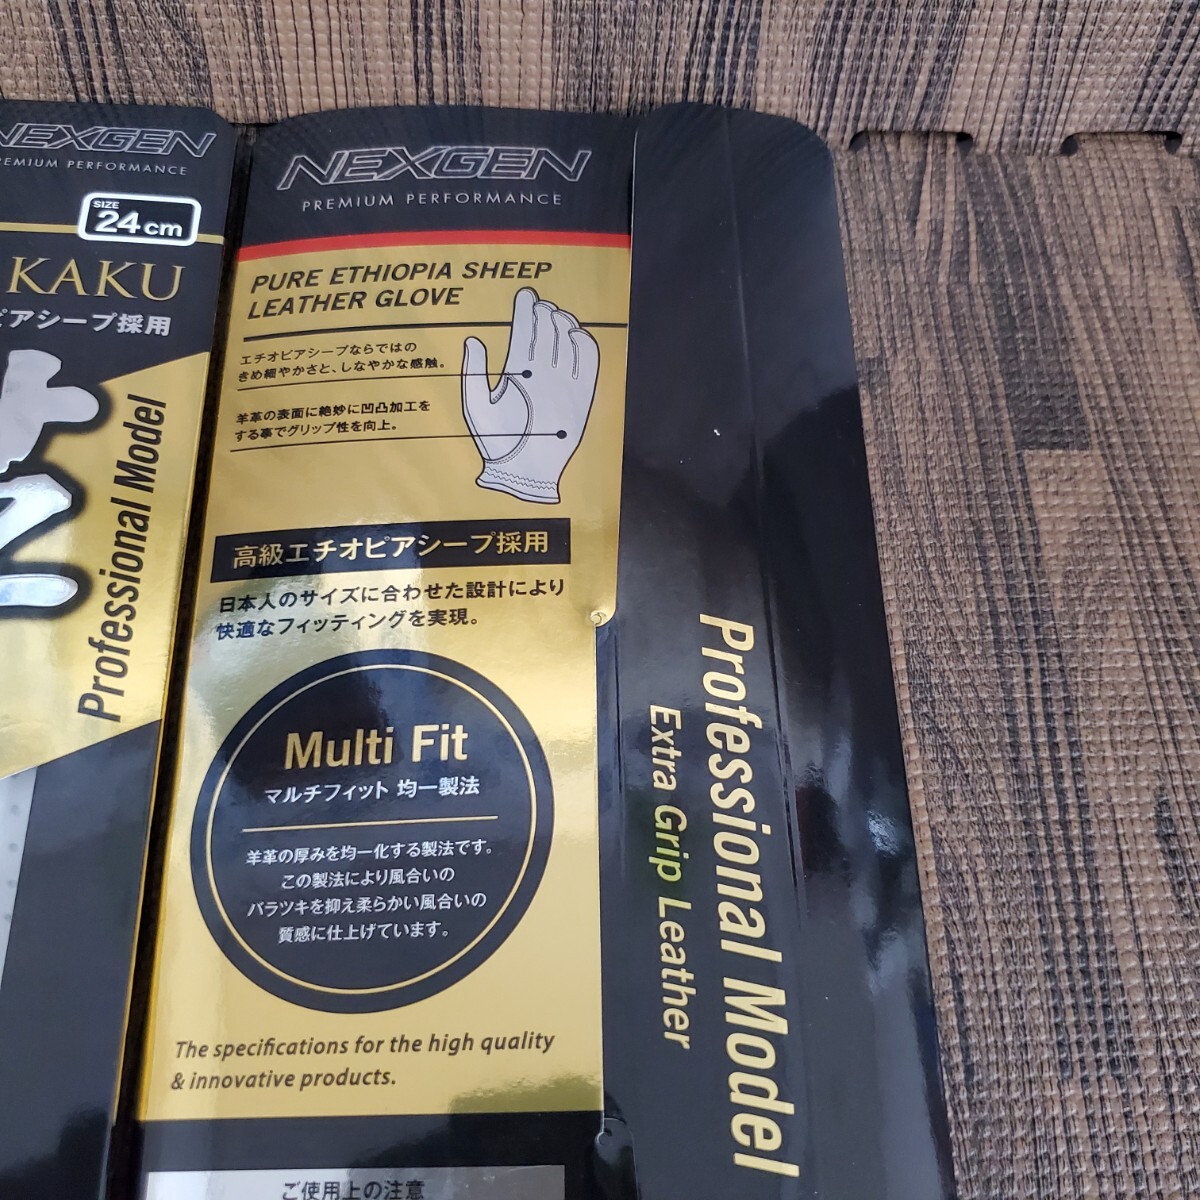 NEXGEN
PREMIUM PERFORMANCE
SIZE
24cm
KAKU
ピアシープ採用
Professional Model
NEXGEN
PREMIUM PERFORMANCE
PURE ETHIOPIA SHEEP
LEATHER GLOVE
エチオピアシープならではの
きめ細やかさと、しなやかな感触。
羊革の表面に絶妙に凹凸加工を
する事でグリップ性を向上。
高級エチオピアシープ採用
日本人のサイズに合わせた設計により
快適なフィッティングを実現。
Multi Fit
マルチフィット 均一製法
羊革の厚みを均一化する製法です。
この製法により風合いの
バラツキを抑え柔らかい風合いの
質感に仕上げています。
The specifications for the high quality
& innovative products.
ご使用上の注意
Professional Model
Extra Grip Leather